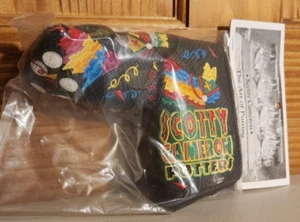 SCOTTY
CAMERON
PUTTERS
The Art of Putting